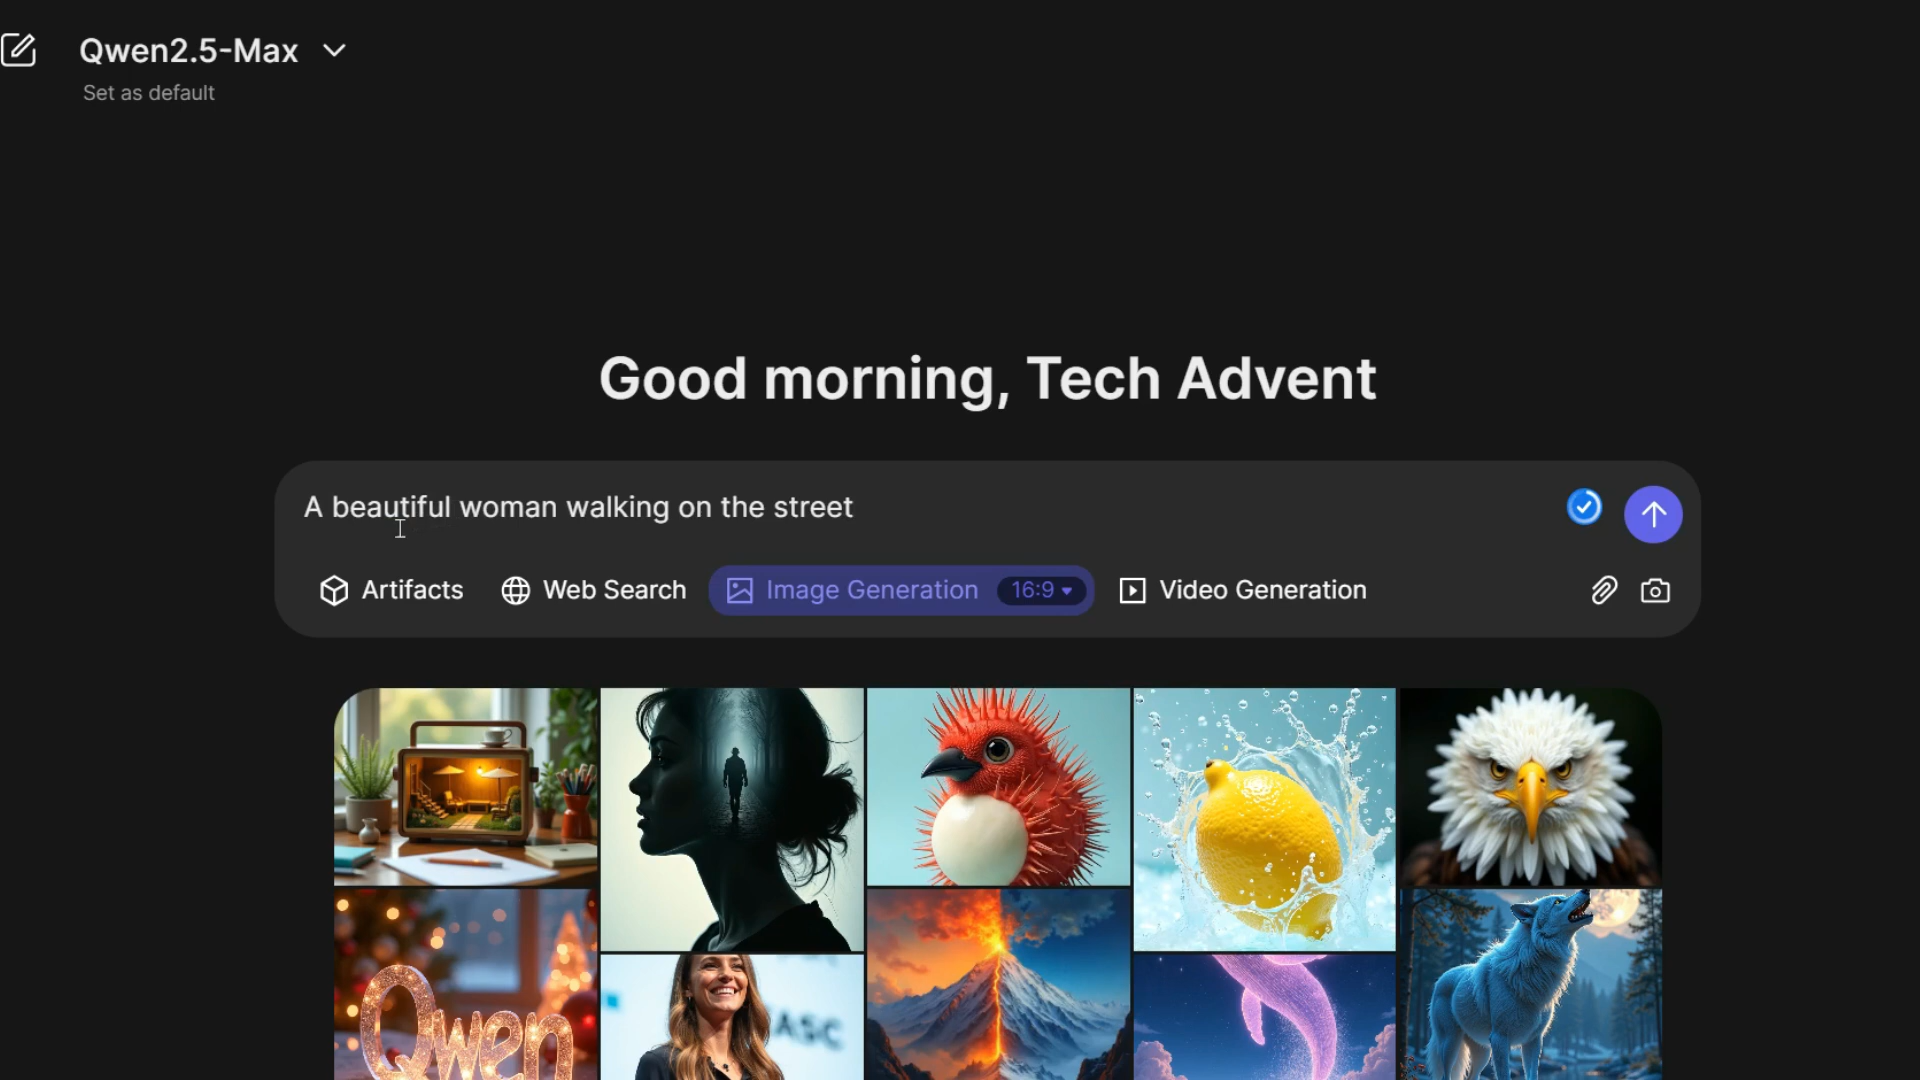 Qwen2.5-Max
Set as default
Good morning, Tech Advent
A beautiful woman walking on the street
Artifacts Web Search Image Generation 16:9 Video Generation
Qwen
ASC